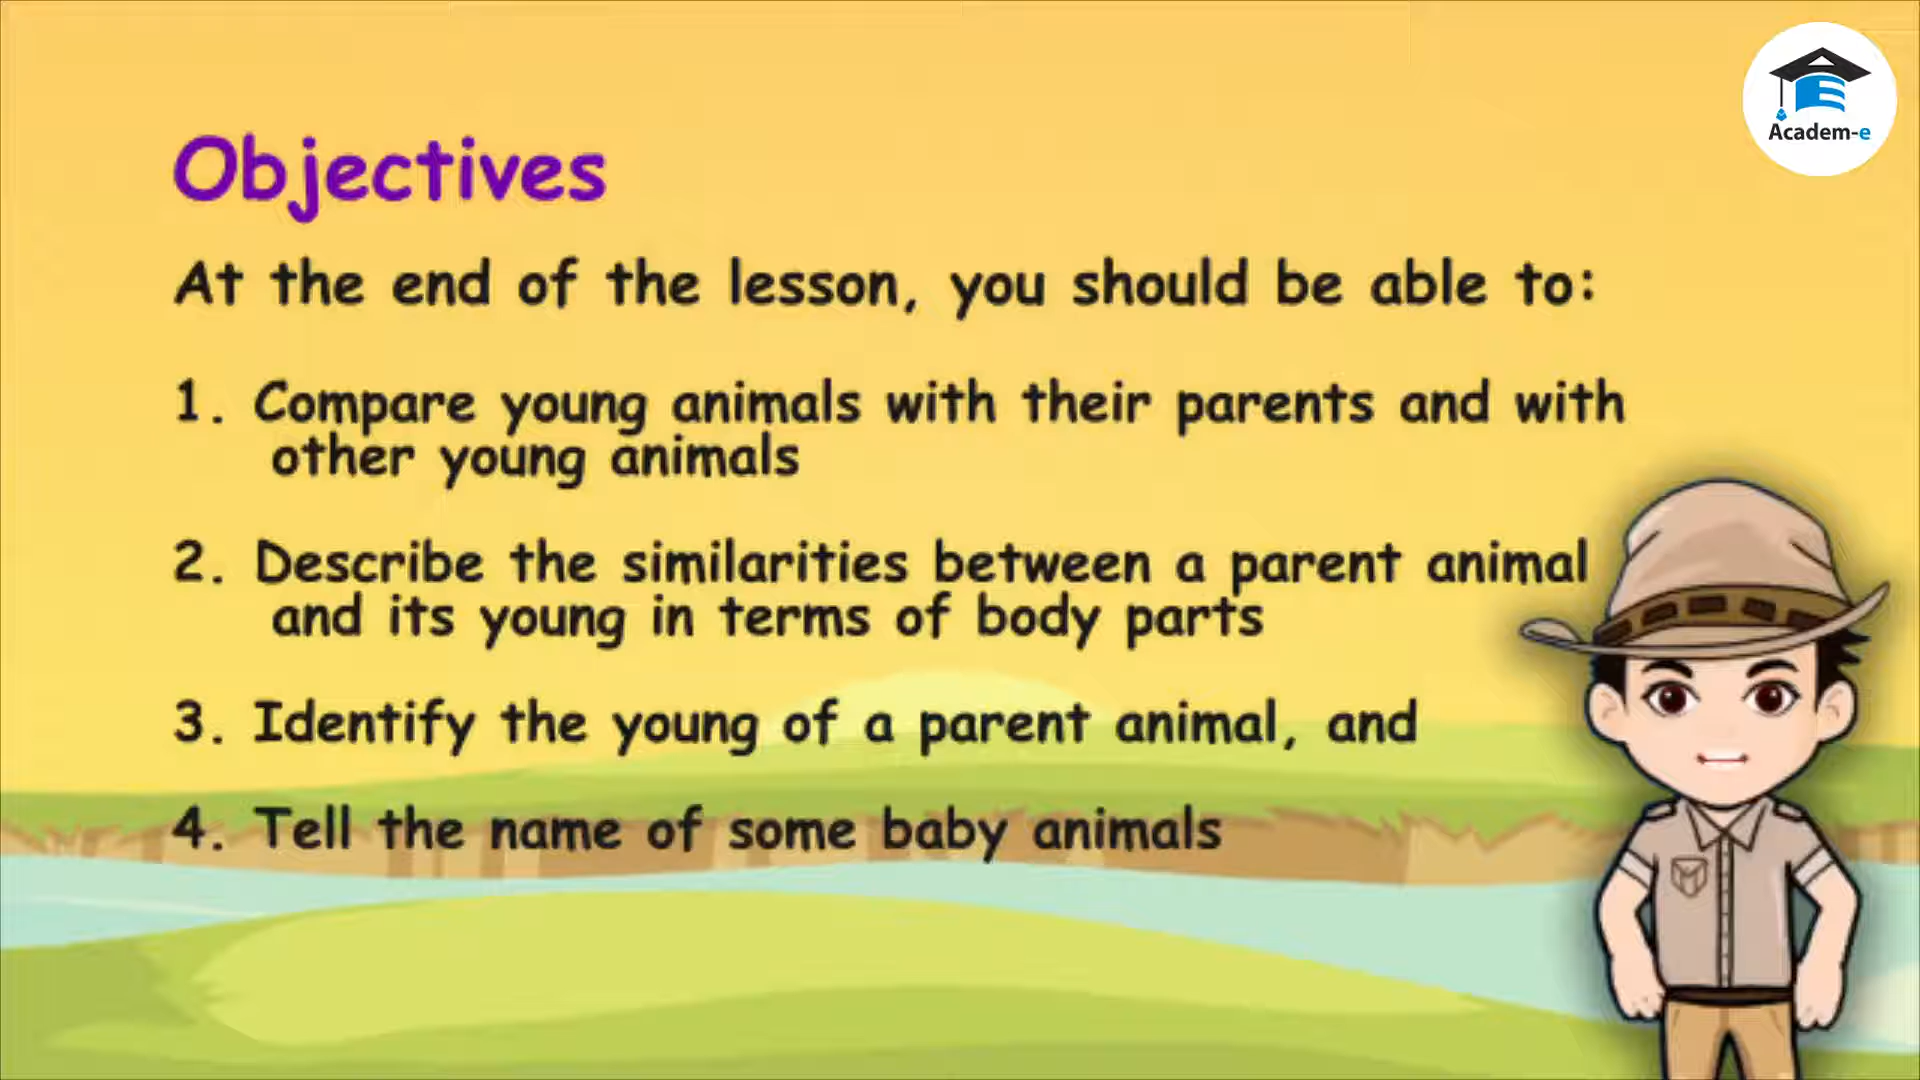 Academ-e
Objectives
At the end of the lesson, you should be able to:
1. Compare young animals with their parents and with
other young animals
2. Describe the similarities between a parent animal
and its young in terms of body parts
3. Identify the young of a parent animal, and
4. Tell the name of some baby animals